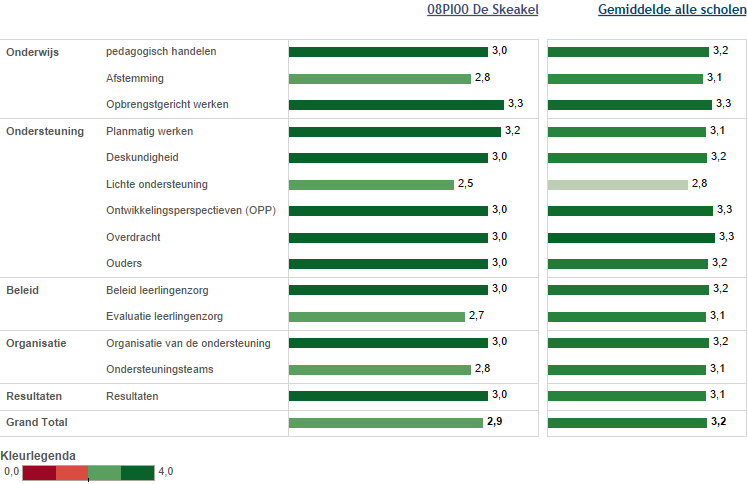 08PI00 De Skeakel Gemiddelde alle scholen
Onderwijs pedagogisch handelen 3,0 3,2
Afstemming 2,8 3,1
Opbrengstgericht werken 3,3 3,3
Ondersteuning Planmatig werken 3,2 3,1
Deskundigheid 3,0 3,2
Lichte ondersteuning 2,5 2,8
Ontwikkelingsperspectieven (OPP) 3,0 3,3
Overdracht 3,0 3,3
Ouders 3,0 3,2
Beleid Beleid leerlingenzorg 3,0 3,2
Evaluatie leerlingenzorg 2,7 3,1
Organisatie Organisatie van de ondersteuning 3,0 3,2
Ondersteuningsteams 2,8 3,1
Resultaten Resultaten 3,0 3,1
Grand Total 2,9 3,2
Kleurlegenda
0,0 4,0